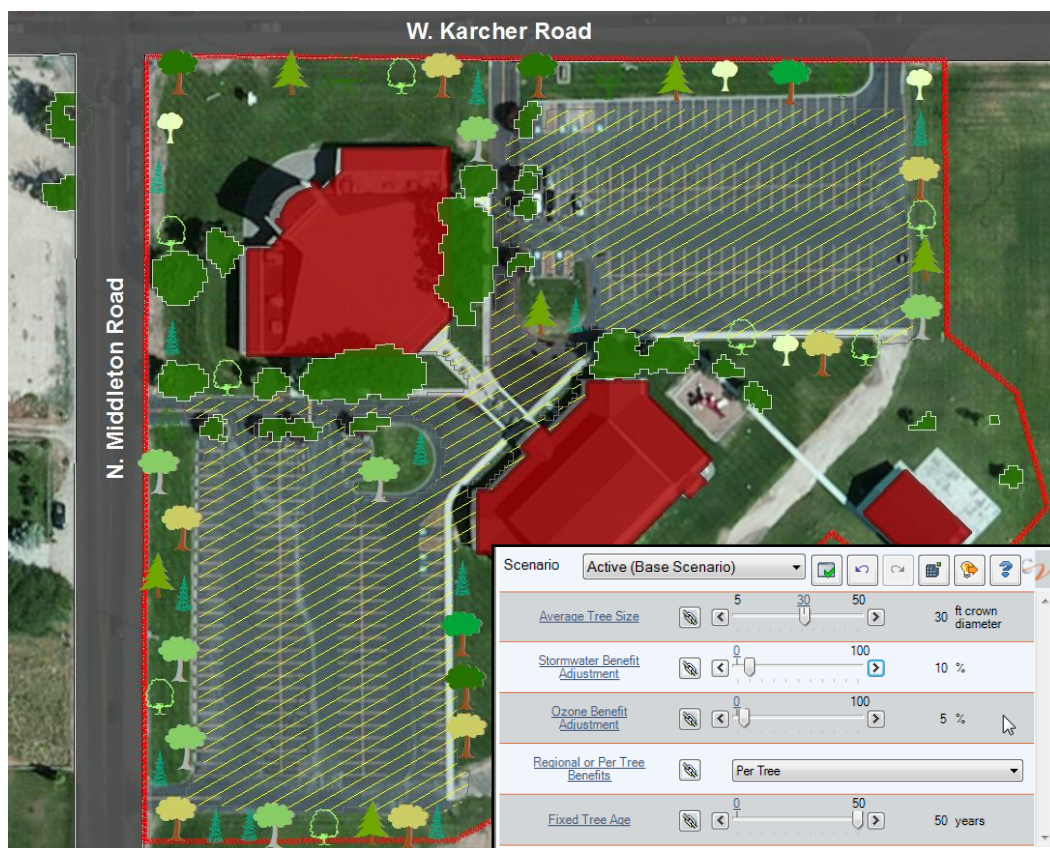 W. Karcher Road
N. Middleton Road
Scenario
Active (Base Scenario)
Average Tree Size
5
30
50
30
ft crown
diameter
Stormwater Benefit
Adjustment
0
100
10 %
Ozone Benefit
Adjustment
0
100
5 %
Regional or Per Tree
Benefits
Per Tree
Fixed Tree Age
0
50
50 years